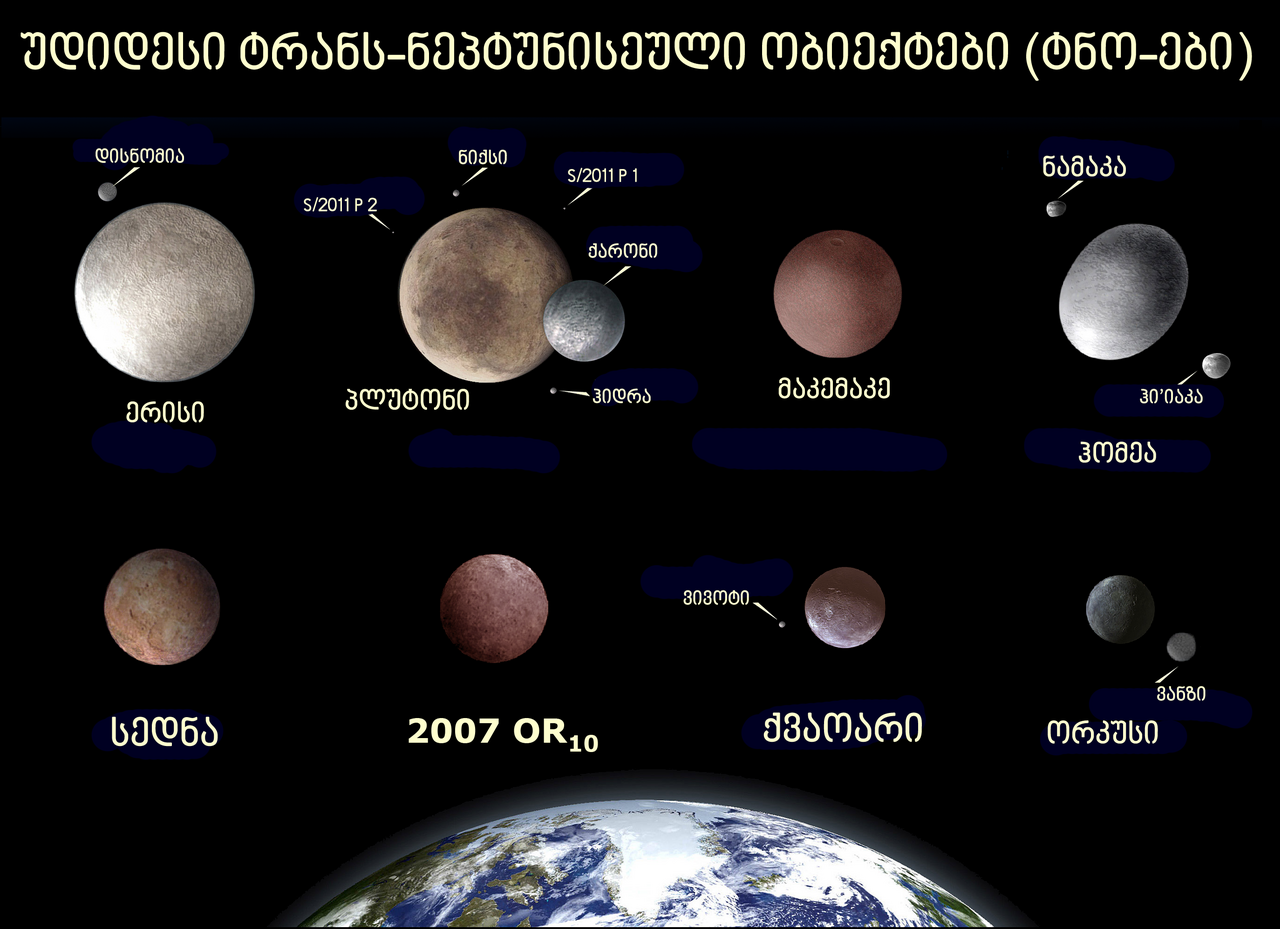 უდიდესი ტრანს-ნეპტუნისეული ობიექტები (ტნო-ები)
დისნომია
ნიქსი
S/2011 P 1
S/2011 P 2
ქარონი
ნამაკა
ერისი
პლუტონი
ჰიდრა
მაკემაკე
ჰი'იაკა
ჰომეა
ვივოტი
ვანზი
სედნა
2007 OR10
ქვაოარი
ორკუსი